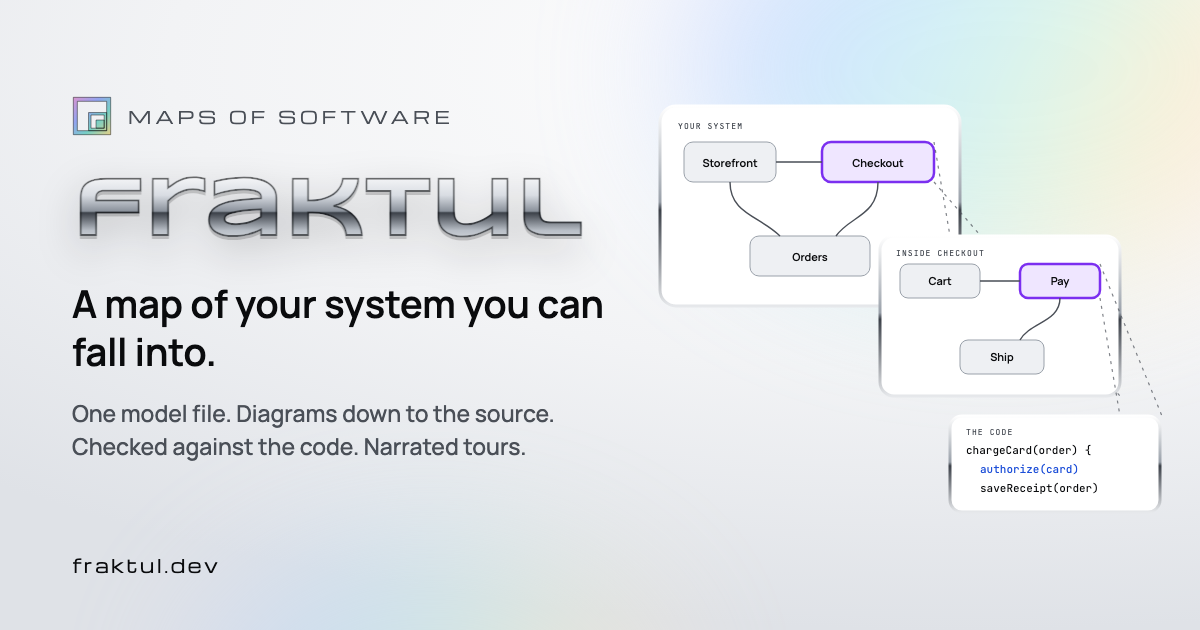 MAPS OF SOFTWARE
fraktul
A map of your system you can
fall into.
One model file. Diagrams down to the source.
Checked against the code. Narrated tours.
fraktul.dev
YOUR SYSTEM
Storefront
Checkout
Orders
INSIDE CHECKOUT
Cart
Pay
Ship
THE CODE
chargeCard(order) {
authorize(card)
saveReceipt(order)